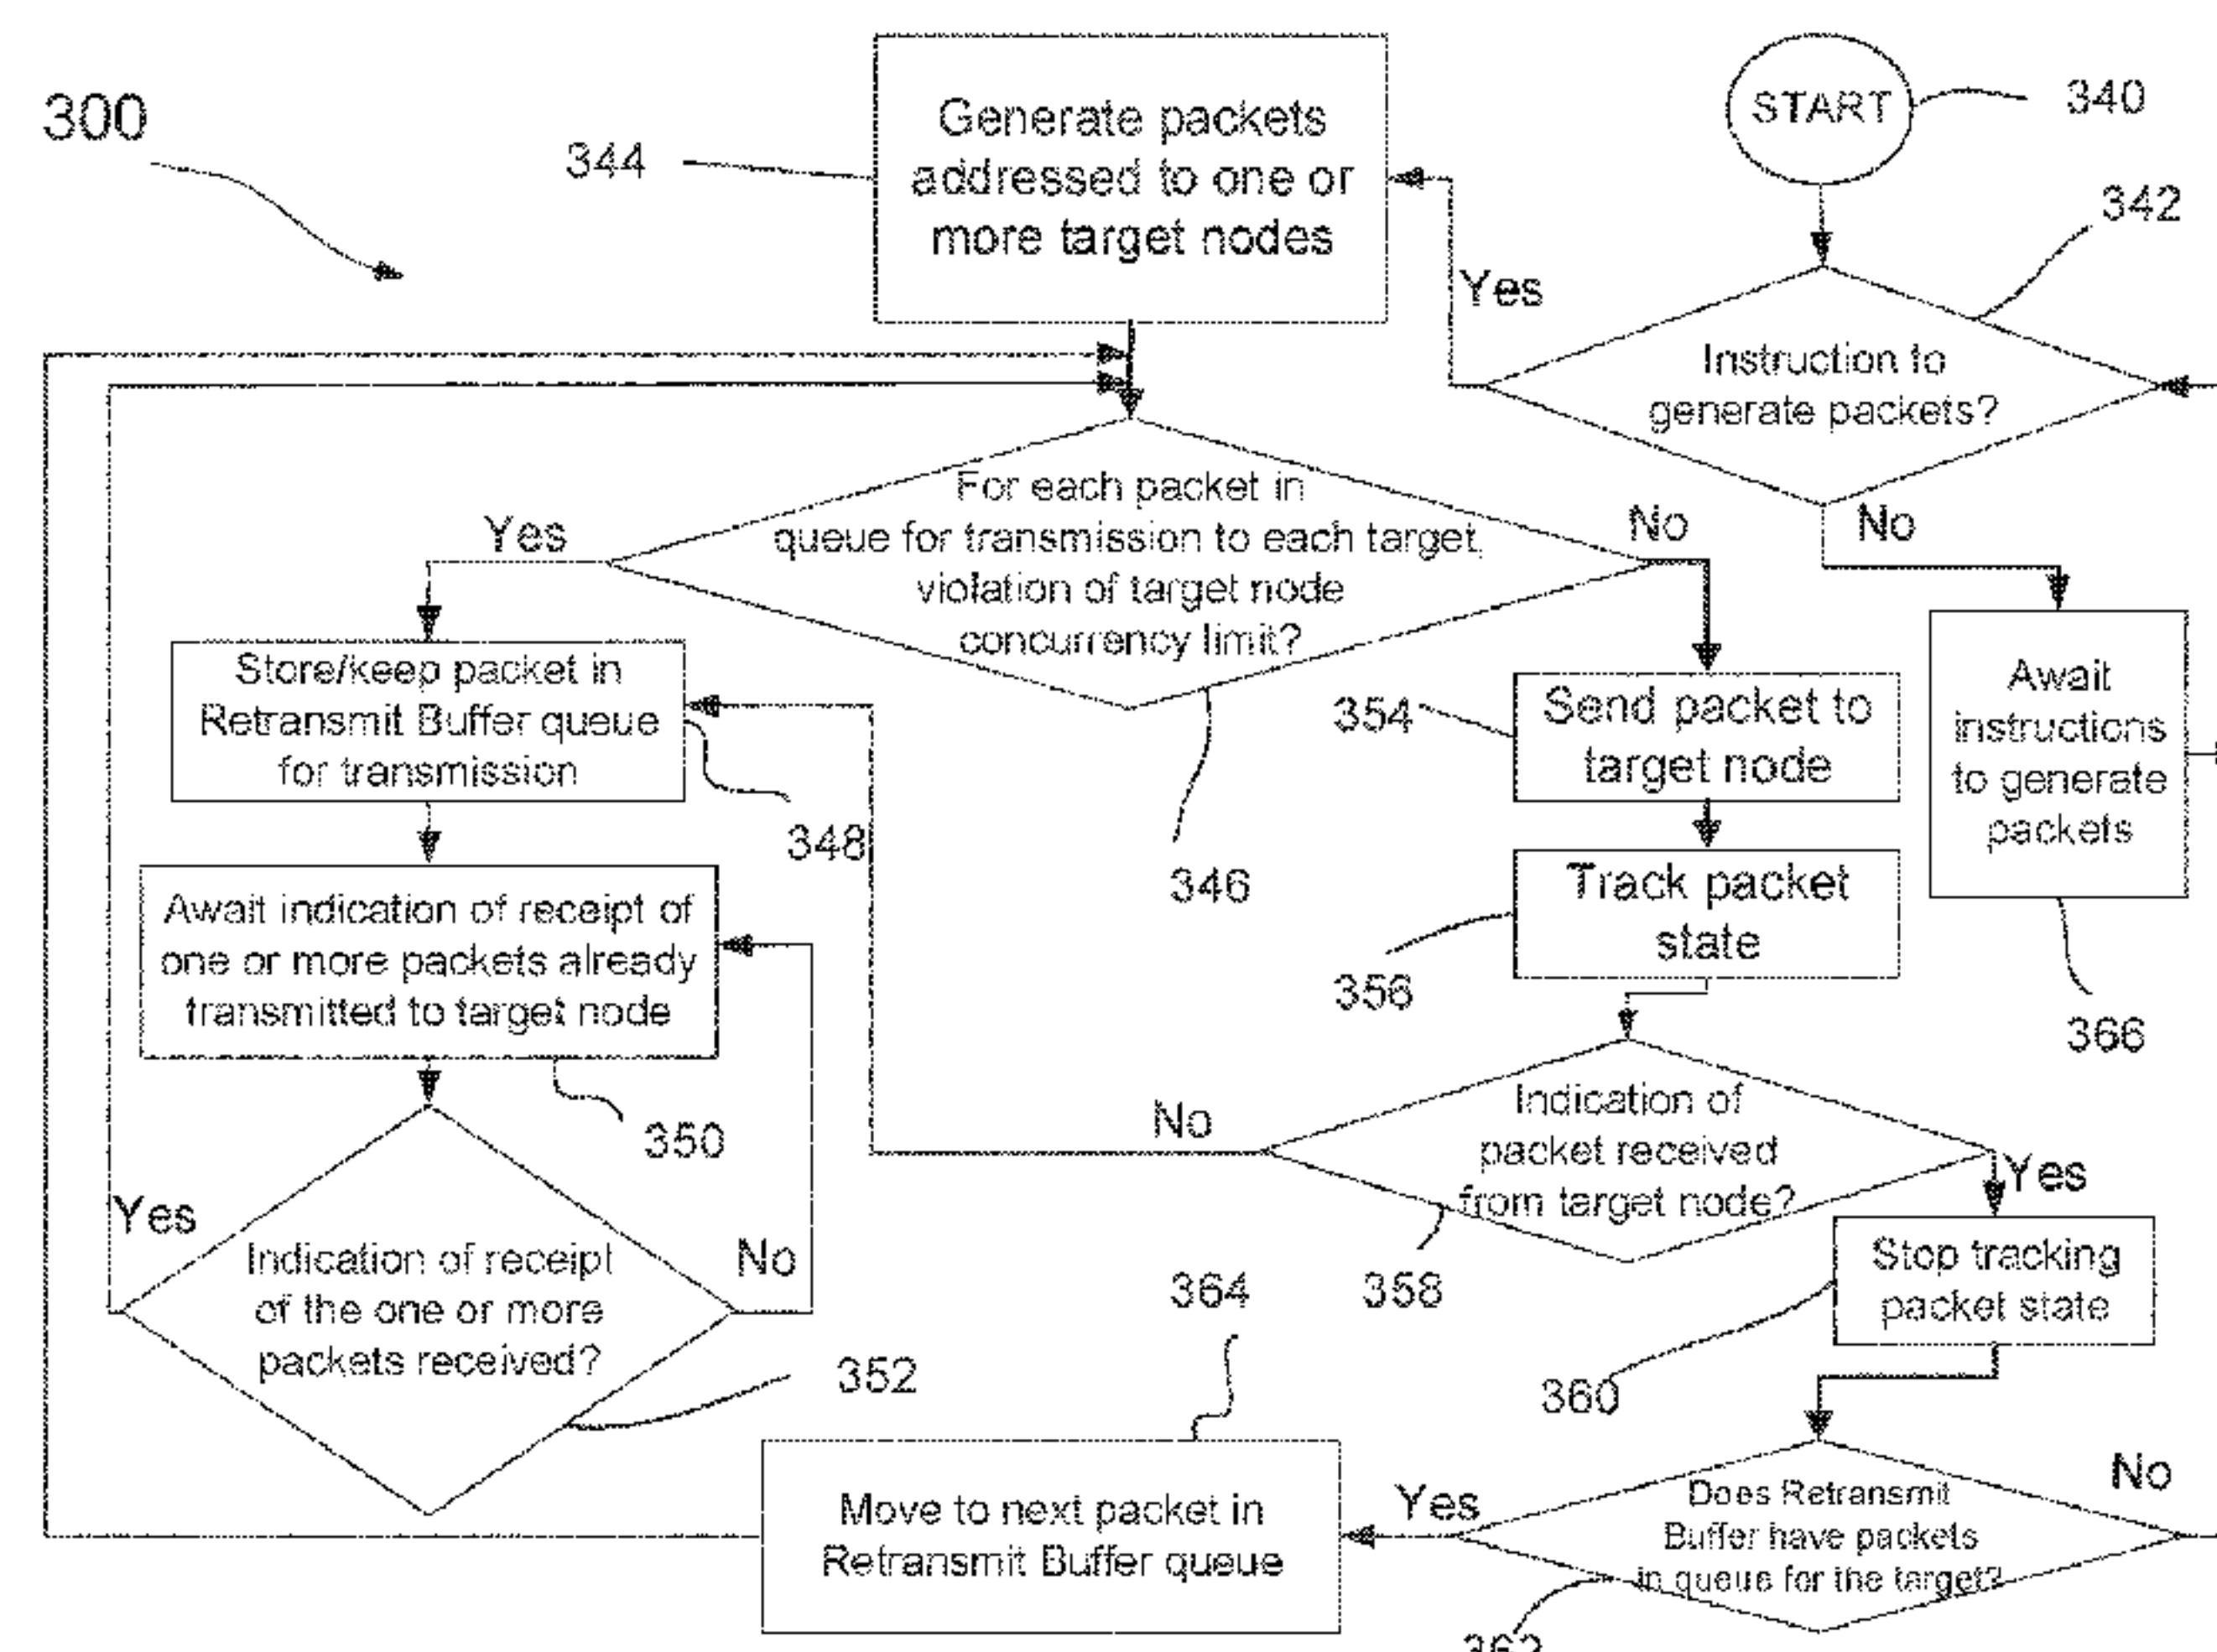 300
344
Generate packets
addressed to one or
more target nodes
START
340
342
Yes
Instruction to
generate packets?
No
For each packet in
queue for transmission to each target,
violation of target node
concurrency limit?
Yes
No
346
Store/keep packet in
Retransmit Buffer queue
for transmission
348
354
Send packet to
target node
Await
instructions
to generate
packets
366
Await indication of receipt of
one or more packets already
transmitted to target node
350
Track packet
state
356
Indication of
packet received
from target node?
No
Yes
358
Indication of receipt
of the one or more
packets received?
Yes
No
352
Stop tracking
packet state
360
364
Move to next packet in
Retransmit Buffer queue
Yes
Does Retransmit
Buffer have packets
in queue for the target?
No
362